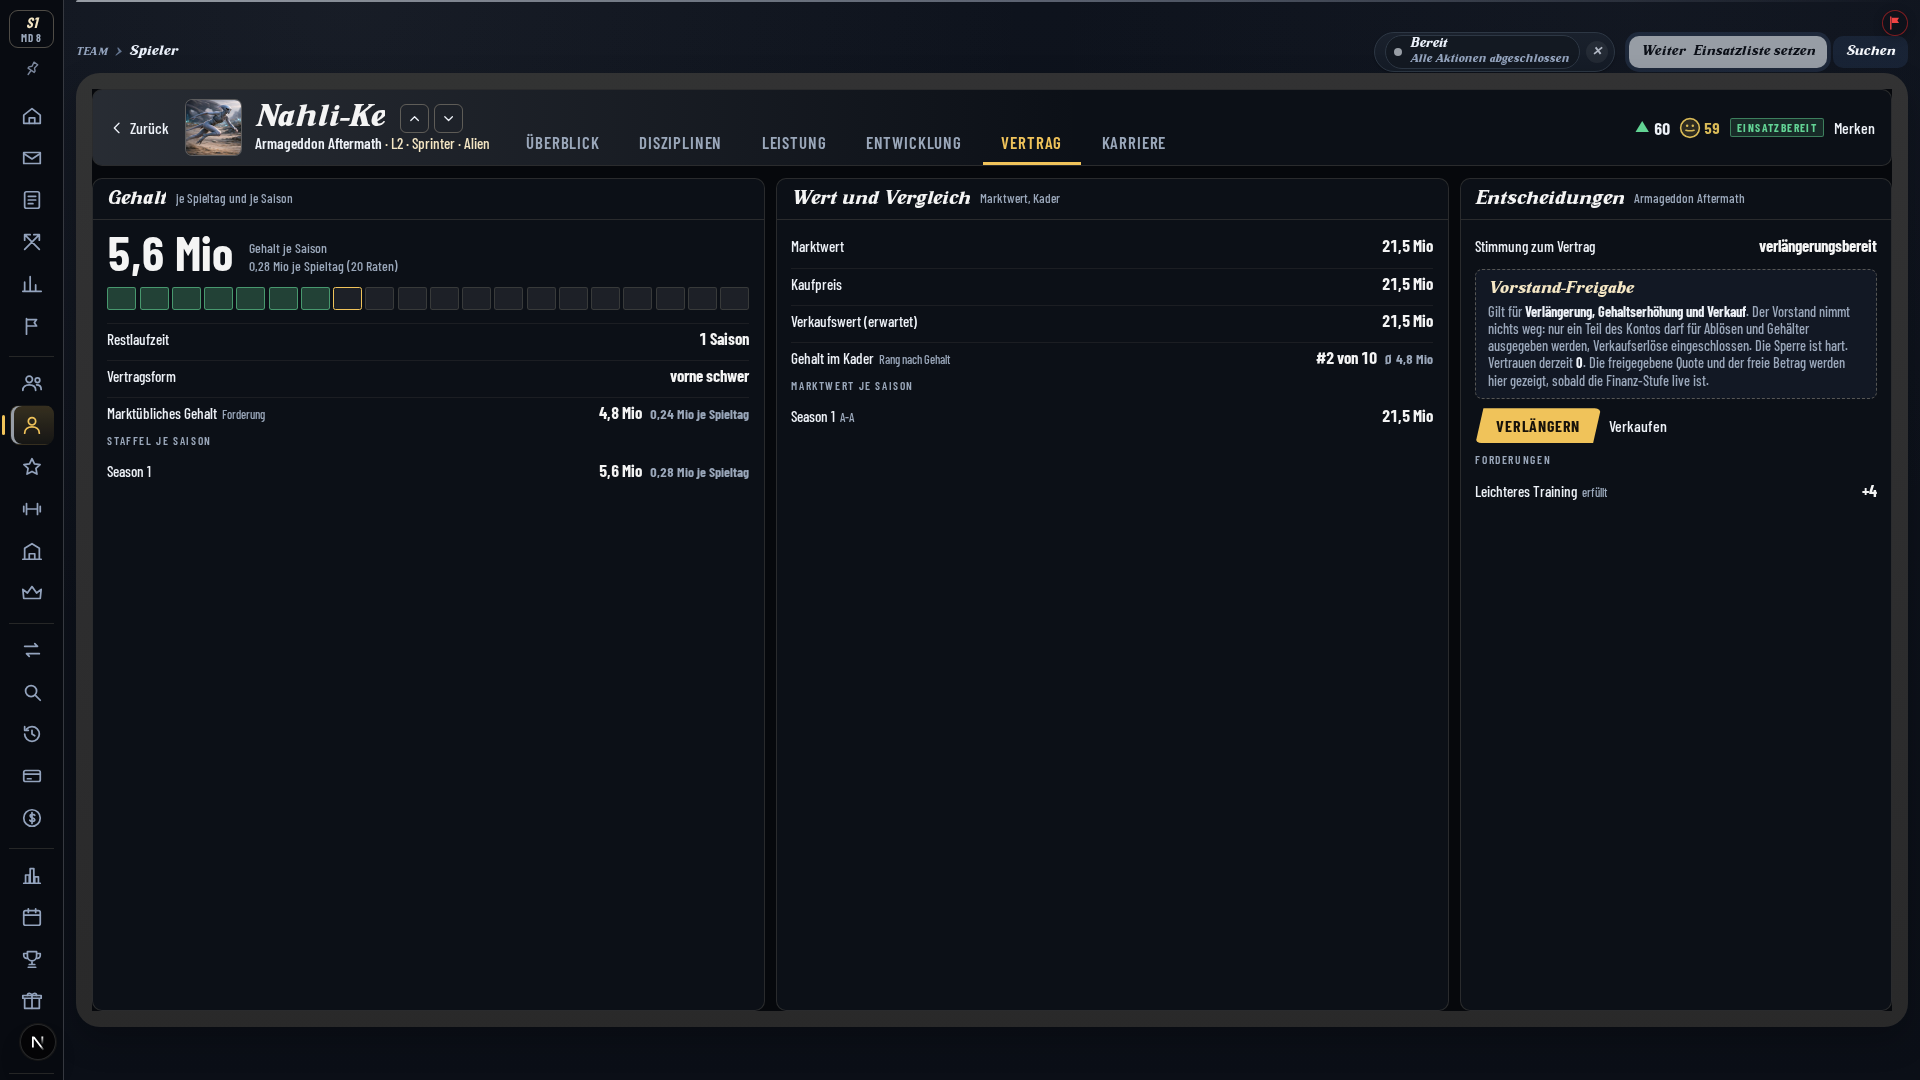 S1
MD 8
TEAM > Spieler
Bereit
Alle Aktionen abgeschlossen
Weiter Einsatzliste setzen
Suchen
Zurück
Nahli-Ke
Armageddon Aftermath · L2 · Sprinter · Alien
ÜBERBLICK
DISZIPLINEN
LEISTUNG
ENTWICKLUNG
VERTRAG
KARRIERE
60
59
EINSATZBEREIT
Merken
Gehalt je Spieltag und je Saison
5,6 Mio
Gehalt je Saison
0,28 Mio je Spieltag (20 Raten)
Restlaufzeit 1 Saison
Vertragsform vorne schwer
Marktübliches Gehalt Forderung 4,8 Mio 0,24 Mio je Spieltag
STAFFEL JE SAISON
Season 1 5,6 Mio 0,28 Mio je Spieltag
Wert und Vergleich Marktwert, Kader
Marktwert 21,5 Mio
Kaufpreis 21,5 Mio
Verkaufswert (erwartet) 21,5 Mio
Gehalt im Kader Rang nach Gehalt #2 von 10 Ø 4,8 Mio
MARKTWERT JE SAISON
Season 1 A-A 21,5 Mio
Entscheidungen Armageddon Aftermath
Stimmung zum Vertrag verlängerungsbereit
Vorstand-Freigabe
Gilt für Verlängerung, Gehaltserhöhung und Verkauf. Der Vorstand nimmt
nichts weg: nur ein Teil des Kontos darf für Ablösen und Gehälter
ausgegeben werden, Verkaufserlöse eingeschlossen. Die Sperre ist hart.
Vertrauen derzeit 0. Die freigegebene Quote und der freie Betrag werden
hier gezeigt, sobald die Finanz-Stufe live ist.
VERLÄNGERN
Verkaufen
FORDERUNGEN
Leichteres Training erfüllt +4
N